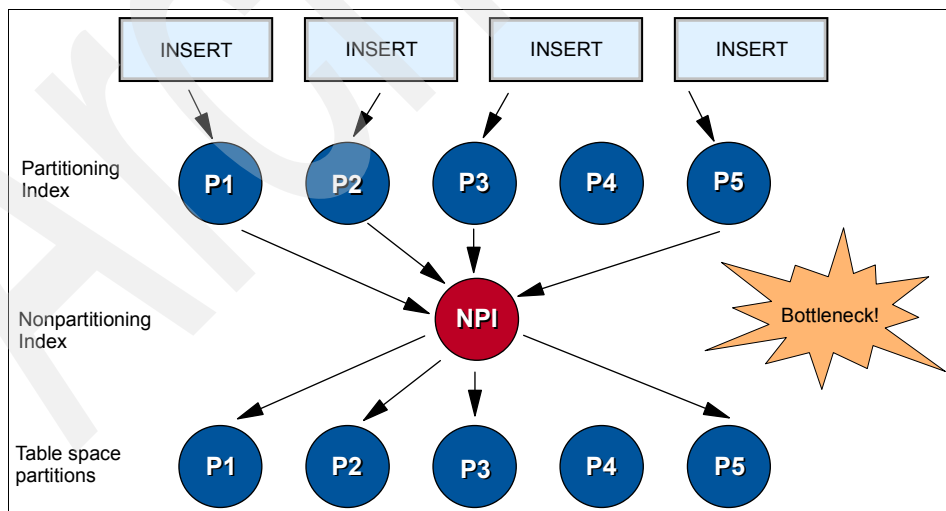 INSERT
INSERT
INSERT
INSERT
Partitioning
Index
P1
P2
P3
P4
P5
Nonpartitioning
Index
NPI
Bottleneck!
Table space
partitions
P1
P2
P3
P4
P5